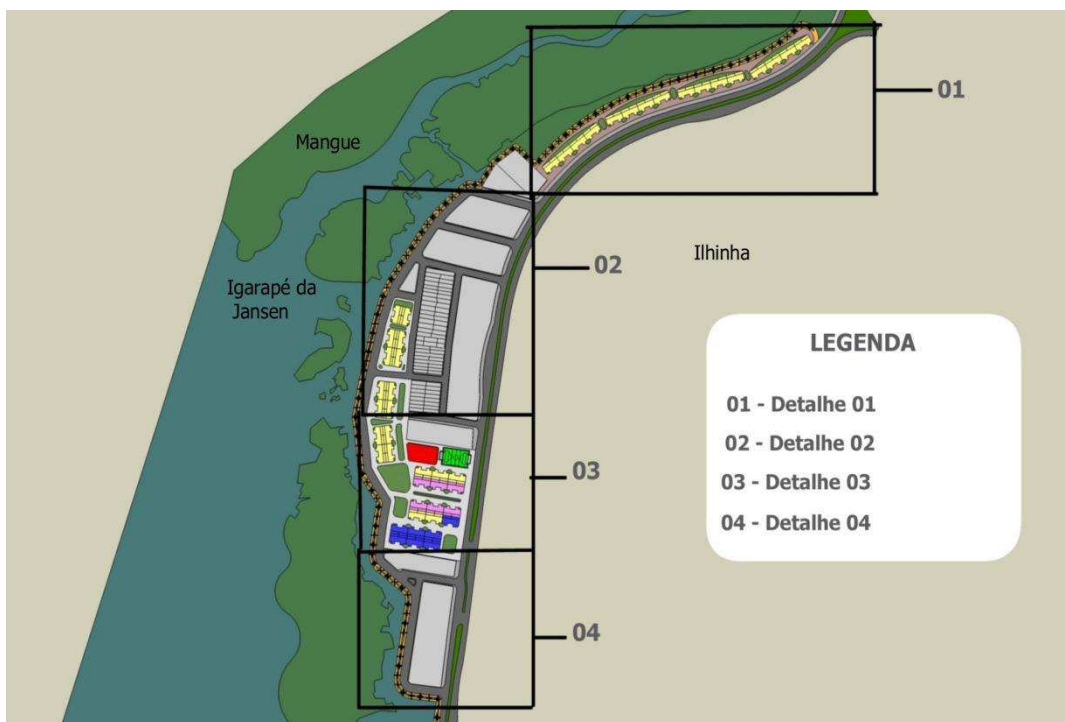 01
Mangue
02
Ilhinha
Igarapé da
Jansen
LEGENDA
01 - Detalhe 01
02 - Detalhe 02
03 - Detalhe 03
04 - Detalhe 04
03
04